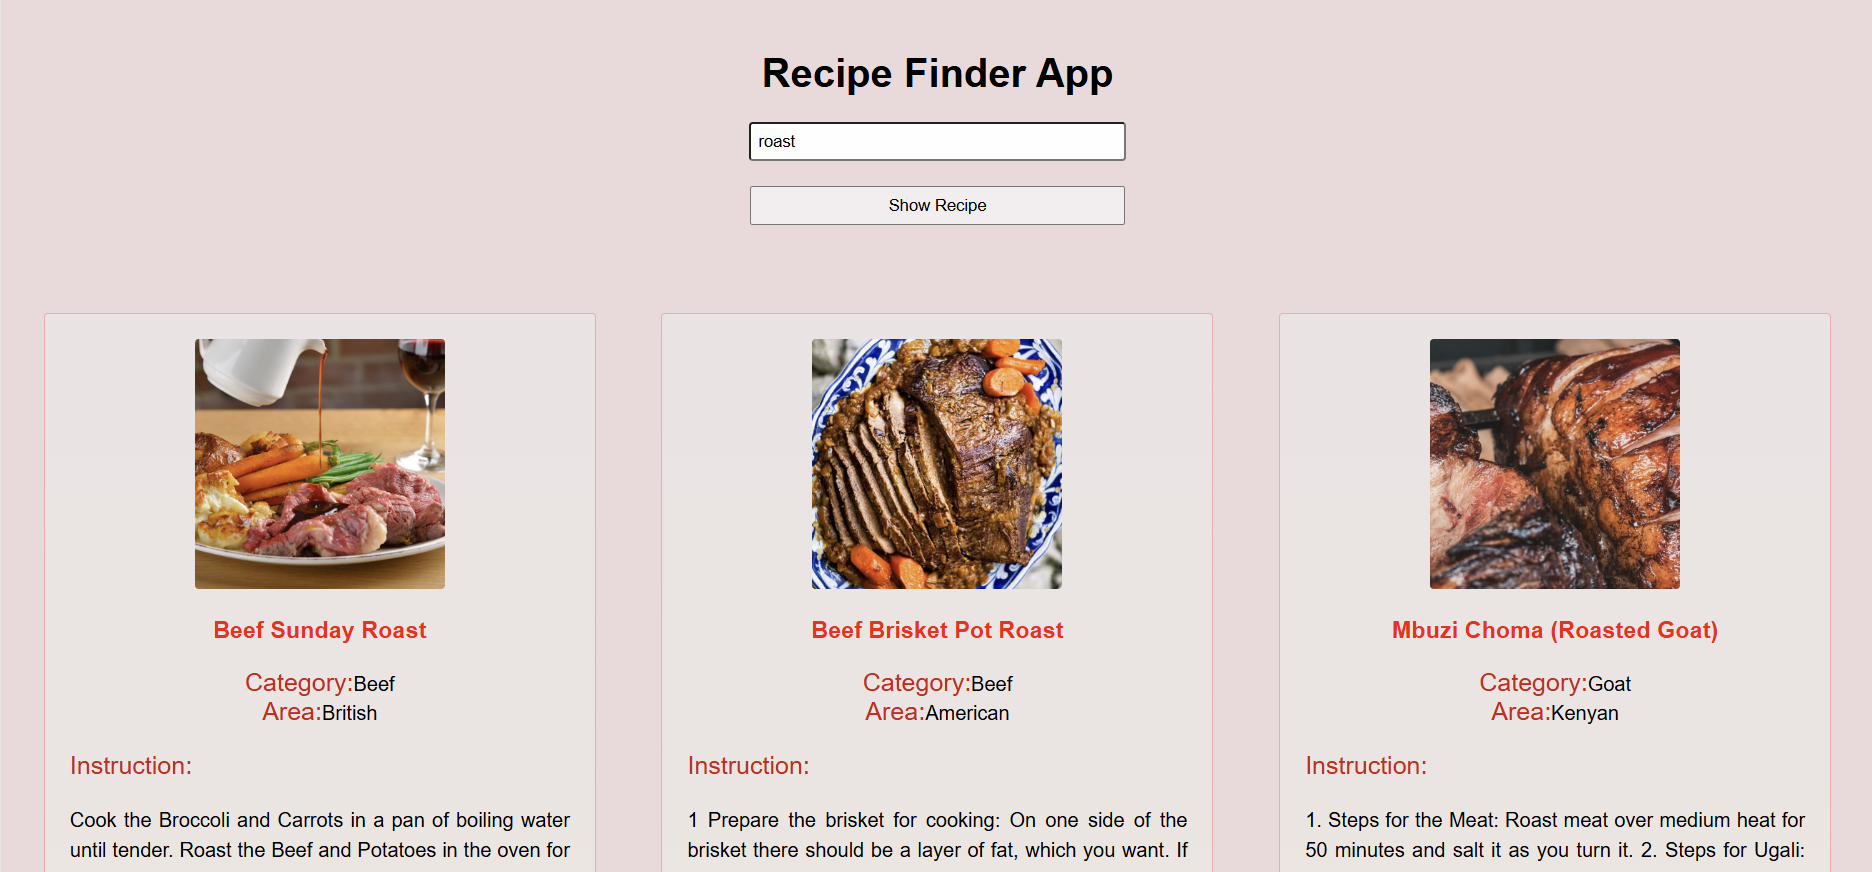 Recipe Finder App
roast
Show Recipe
Beef Sunday Roast
Category:Beef
Area:British
Instruction:
Cook the Broccoli and Carrots in a pan of boiling water
until tender. Roast the Beef and Potatoes in the oven for
Beef Brisket Pot Roast
Category:Beef
Area:American
Instruction:
1 Prepare the brisket for cooking: On one side of the
brisket there should be a layer of fat, which you want. If
Mbuzi Choma (Roasted Goat)
Category:Goat
Area:Kenyan
Instruction:
1. Steps for the Meat: Roast meat over medium heat for
50 minutes and salt it as you turn it. 2. Steps for Ugali: